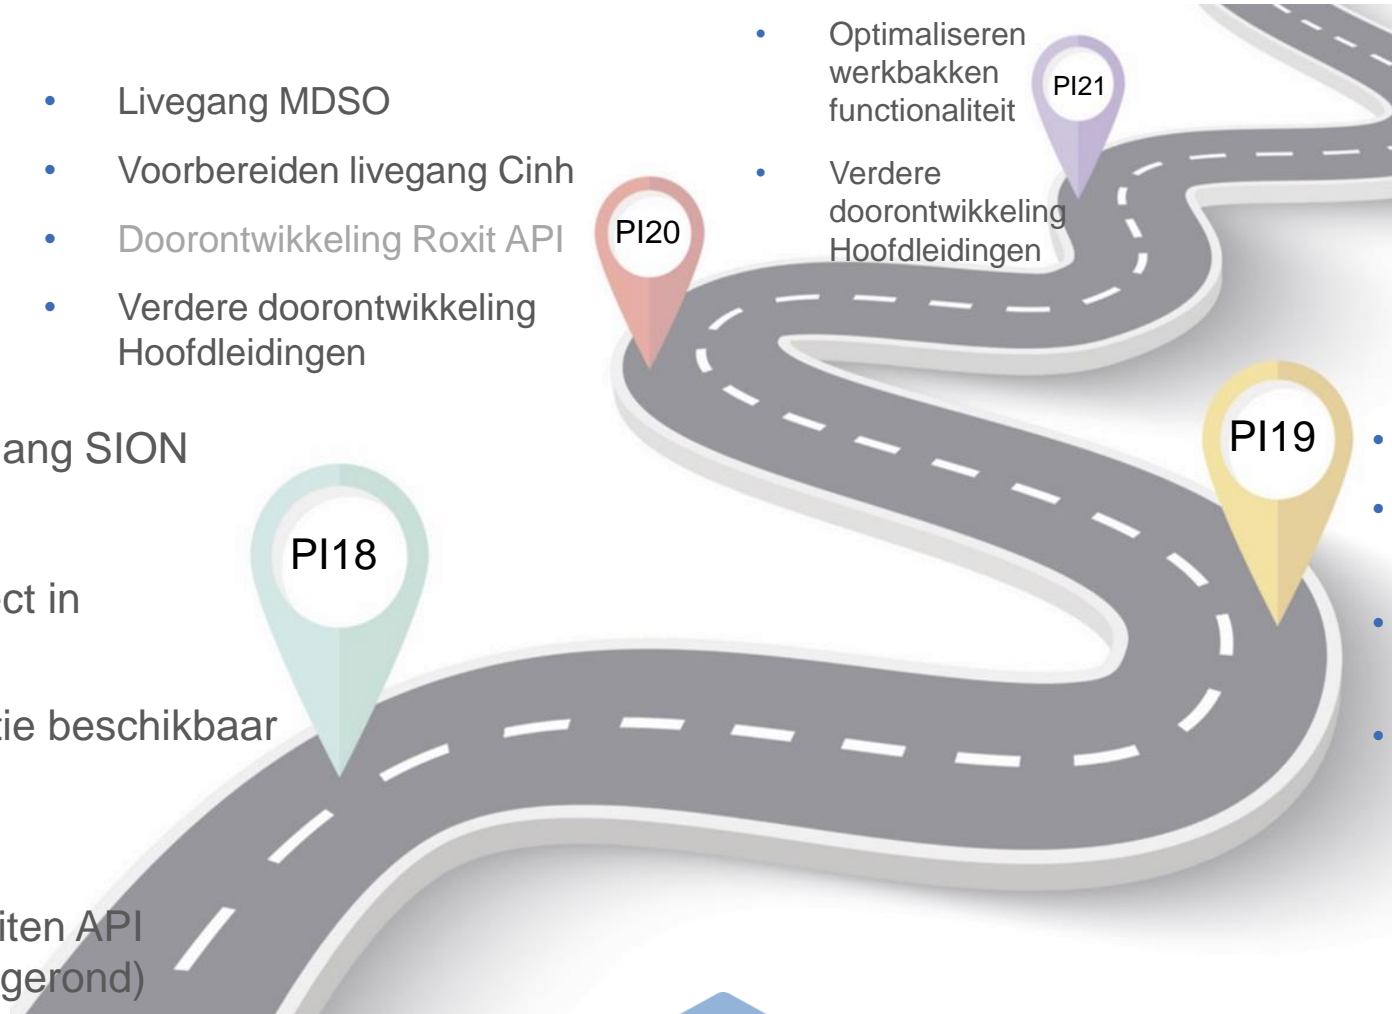 Optimaliseren
werkbakken
functionaliteit
Verdere
doorontwikkeling
Hoofdleidingen
PI21
Livegang MDSO
Voorbereiden livegang Cinh
Doorontwikkeling Roxit API
Verdere doorontwikkeling
Hoofdleidingen
PI20
PI19
ang SION
PI18
ct in
tie beschikbaar
iten API
gerond)